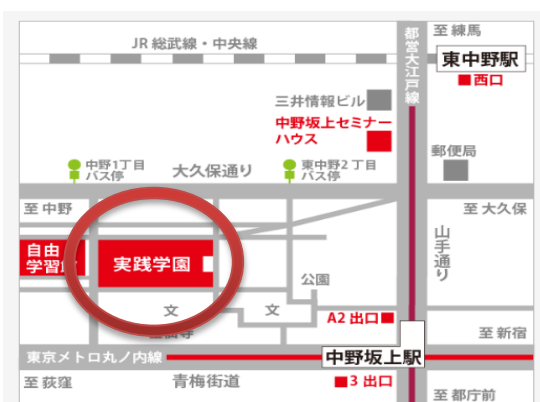 至 練馬
JR 総武線・中央線
都営大江戸線
東中野駅
■西口
三井情報ビル
中野坂上セミナー
ハウス
郵便局
中野1丁目
バス停
大久保通り
東中野2丁目
バス停
至 中野
至 大久保
山手通り
自由
学習館
実践学園
公園
文
文
A2 出口■
至 新宿
東京メトロ丸ノ内線
中野坂上駅
至 荻窪
青梅街道
■3 出口
至 都庁前